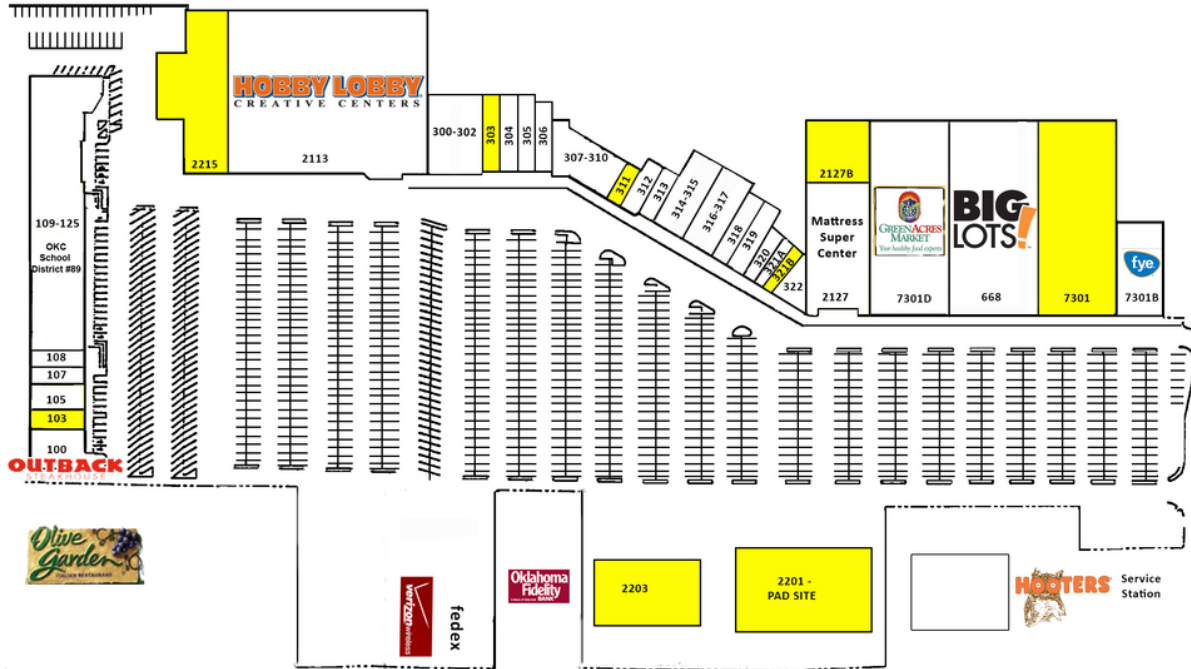 HOBBY LOBBY
CREATIVE CENTERS
2215
2113
300-302
303
304
305
306
307-310
311
312
313
314-315
316-317
318
319
320
321A
321B
322
2127B
Mattress
Super
Center
2127
GREENACRES
MARKET
Your healthy food experts
7301D
BIG
LOTS!
668
7301
fye
7301B
109-125
OKC
School
District #89
108
107
105
103
100
OUTBACK
STEAKHOUSE
Olive
Garden
ITALIAN RESTAURANT
verizonwireless
fedex
Oklahoma
Fidelity
BANK
2203
2201 -
PAD SITE
HOOTERS
Service
Station